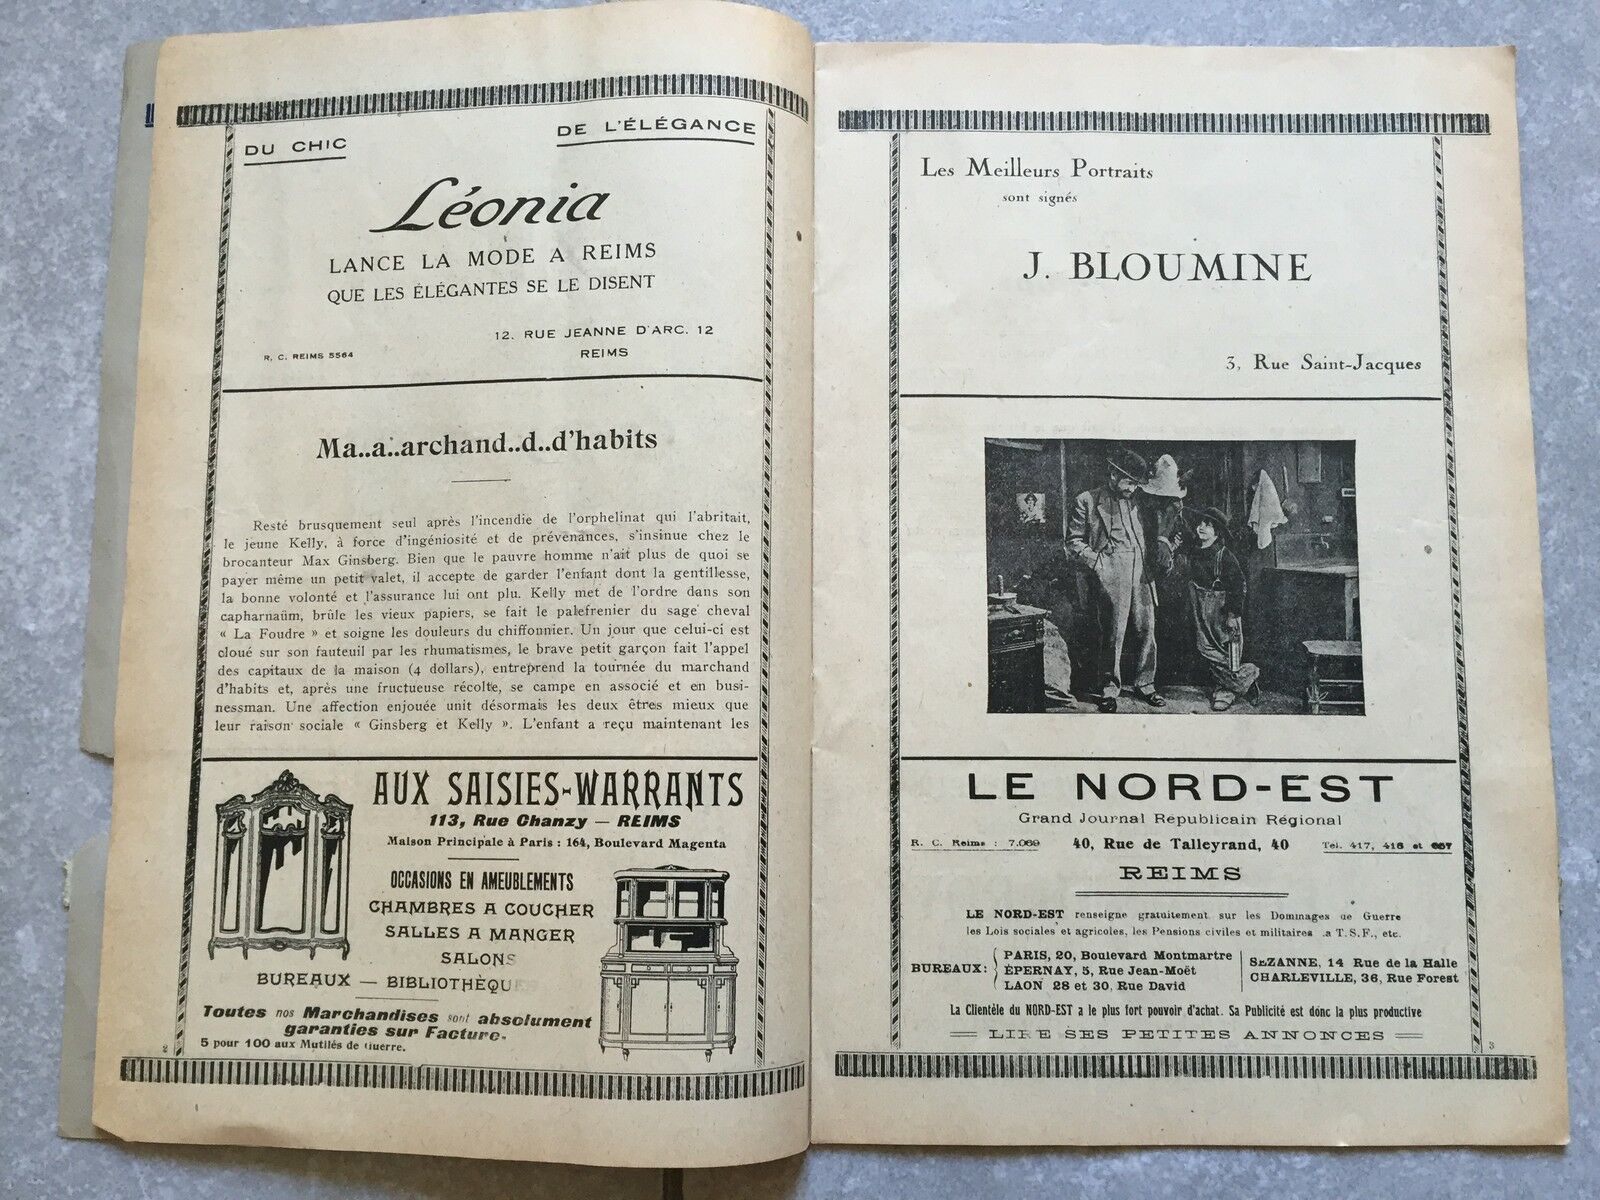 DU CHIC
DE L'ÉLÉGANCE
Léonia
LANCE LA MODE A REIMS
QUE LES ÉLÉGANTES SE LE DISENT
12, RUE JEANNE D'ARC, 12
R. C. REIMS 5564
REIMS
Ma..a..archand..d..d'habits
Resté brusquement seul après l'incendie de l'orphelinat qui l'abritait,
le jeune Kelly, à force d'ingéniosité et de prévenances, s'insinue chez le
brocanteur Max Ginsberg. Bien que le pauvre homme n'ait plus de quoi se
payer même un petit valet, il accepte de garder l'enfant dont la gentillesse,
la bonne volonté et l'assurance lui ont plu. Kelly met de l'ordre dans son
capharnaüm, brûle les vieux papiers, se fait le palefrenier du sage cheval
« La Foudre » et soigne les douleurs du chiffonnier. Un jour que celui-ci est
cloué sur son fauteuil par les rhumatismes, le brave petit garçon fait l'appel
des capitaux de la maison (4 dollars), entreprend la tournée du marchand
d'habits et, après une fructueuse récolte, se campe en associé et en busi-
nessman. Une affection enjouée unit désormais les deux êtres mieux que
leur raison sociale « Ginsberg et Kelly ». L'enfant a reçu maintenant les
AUX SAISIES-WARRANTS
113, Rue Chanzy — REIMS
Maison Principale à Paris : 164, Boulevard Magenta
OCCASIONS EN AMEUBLEMENTS
CHAMBRES A COUCHER
SALLES A MANGER
SALONS
BUREAUX — BIBLIOTHÈQU
Toutes nos Marchandises sont absolument
garanties sur Facture.
5 pour 100 aux Mutilés de Guerre.
2
Les Meilleurs Portraits
sont signés
J. BLOUMINE
3, Rue Saint-Jacques
LE NORD-EST
Grand Journal Républicain Régional
R. C. Reims : 7.069 40, Rue de Talleyrand, 40 Tel. 417, 418 et 657
REIMS
LE NORD-EST renseigne gratuitement sur les Dommages de Guerre
les Lois sociales et agricoles, les Pensions civiles et militaires .a T.S.F., etc.
BUREAUX:
PARIS, 20, Boulevard Montmartre
ÉPERNAY, 5, Rue Jean-Moët
LAON 28 et 30, Rue David
SEZANNE, 14 Rue de la Halle
CHARLEVILLE, 36, Rue Forest
La Clientèle du NORD-EST a le plus fort pouvoir d'achat. Sa Publicité est donc la plus productive
LIRE SES PETITES ANNONCES
3